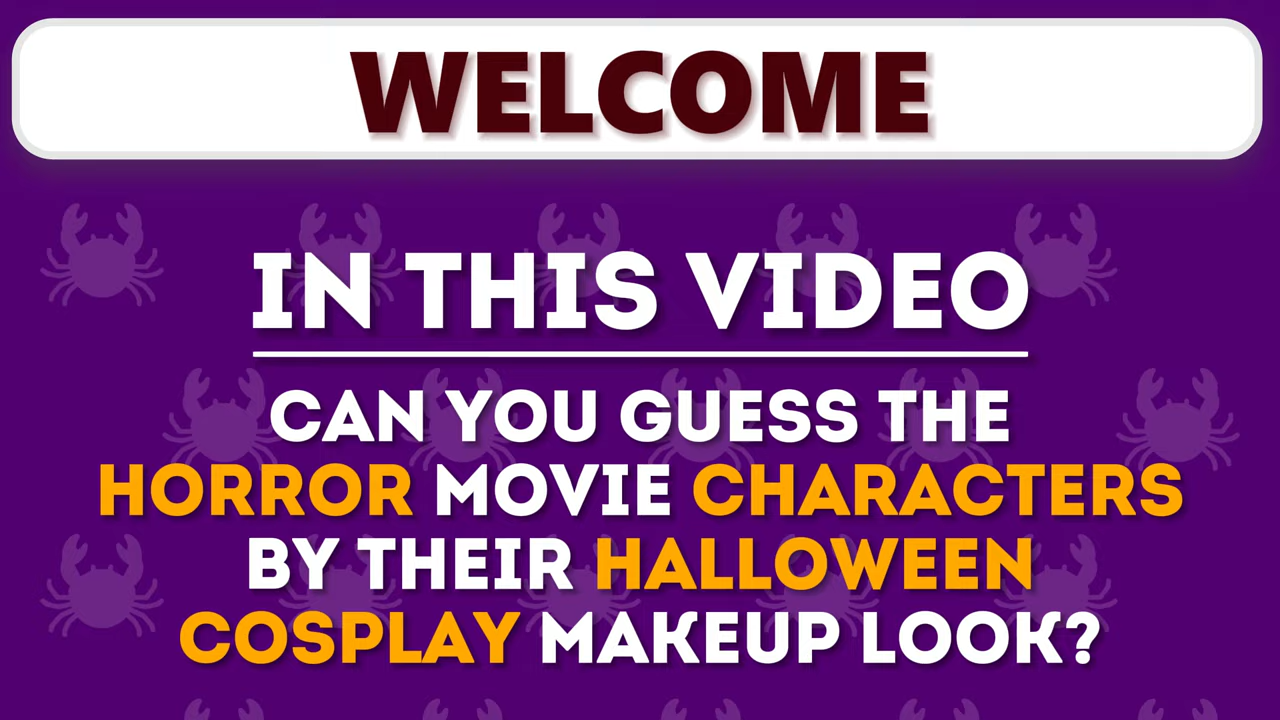 WELCOME
IN THIS VIDEO
CAN YOU GUESS THE
HORROR MOVIE CHARACTERS
BY THEIR HALLOWEEN
COSPLAY MAKEUP LOOK?